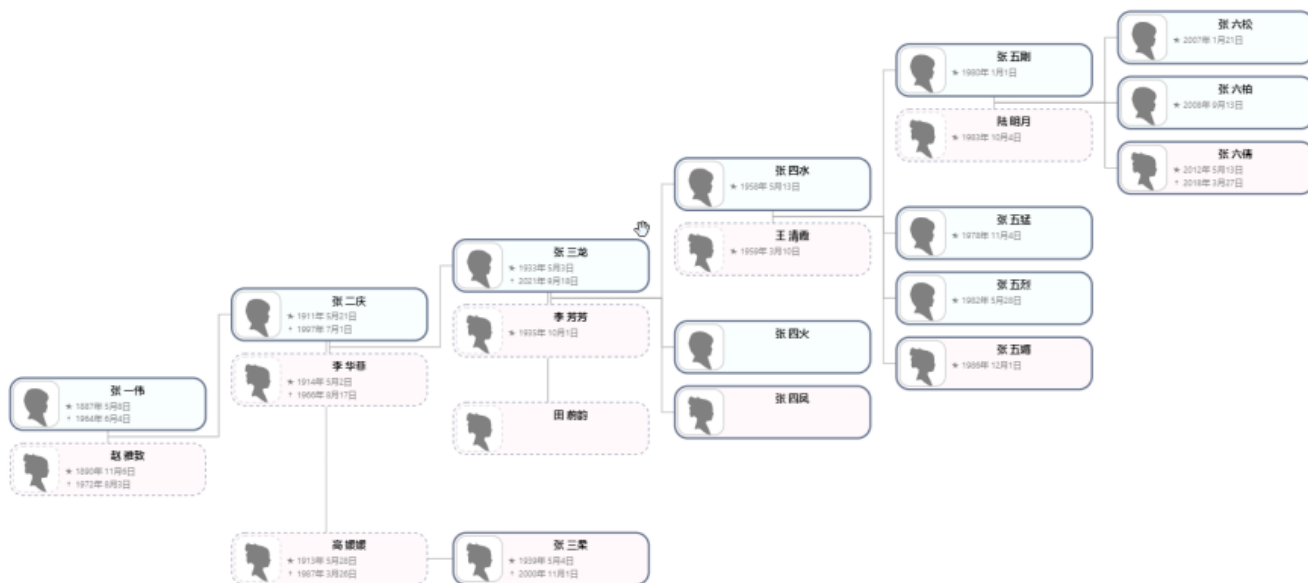 张 六松
★ 2007年 1月21日
张 五刚
★ 1980年 1月1日
张 六柏
★ 2008年 9月13日
陆 明月
★ 1983年 10月4日
张 六倩
★ 2012年 5月13日
† 2018年 3月27日
张 四水
★ 1958年 5月13日
张 五猛
★ 1978年 11月4日
王 清霞
★ 1959年 3月10日
张 三龙
★ 1933年 5月3日
† 2021年 9月18日
张 五烈
★ 1982年 5月28日
张 二庆
★ 1911年 5月21日
† 1997年 7月1日
李 芳芳
★ 1935年 10月1日
张 四火
张 五
★ 1986年 12月1日
李 华
★ 1914年 5月2日
† 1966年 8月17日
张 一伟
★ 1887年 5月8日
† 1964年 6月4日
张 四凤
田 韵
赵 雅致
★ 1890年 11月6日
† 1972年 8月3日
高 媛媛
★ 1913年 5月28日
† 1987年 3月26日
张 三柔
★ 1939年 5月4日
† 2000年 11月1日